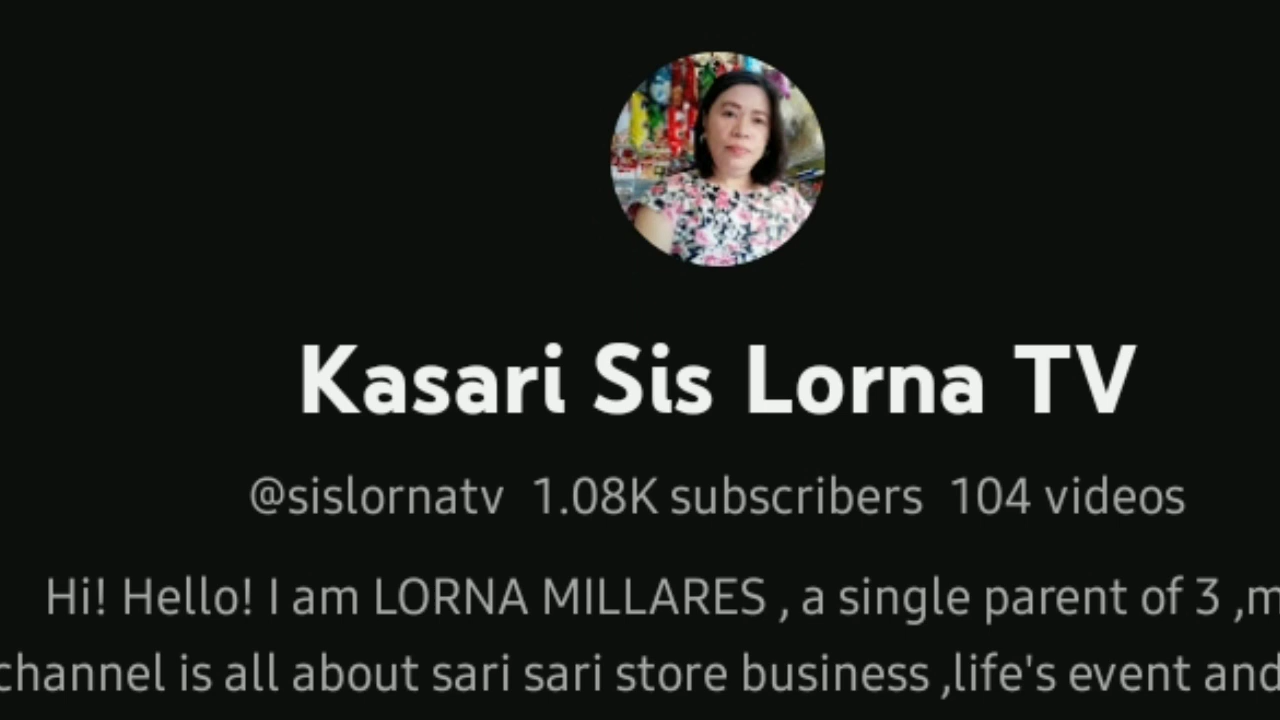 Kasari Sis Lorna TV
@sislornatv 1.08K subscribers 104 videos
Hi! Hello! I am LORNA MILLARES , a single parent of 3 ,m
channel is all about sari sari store business ,life's event and